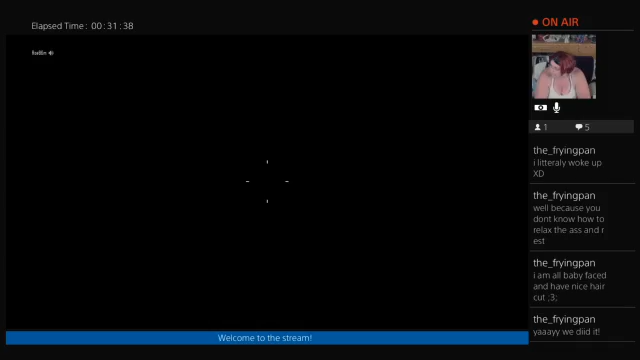 Elapsed Time: 00:31:38
ON AIR
1
5
the_fryingpan
i litteraly woke up
XD
the_fryingpan
well because you
dont know how to
relax the ass and r
est
the_fryingpan
i am all baby faced
and have nice hair
cut ;3;
the_fryingpan
yaaayy we diid it!
Welcome to the stream!